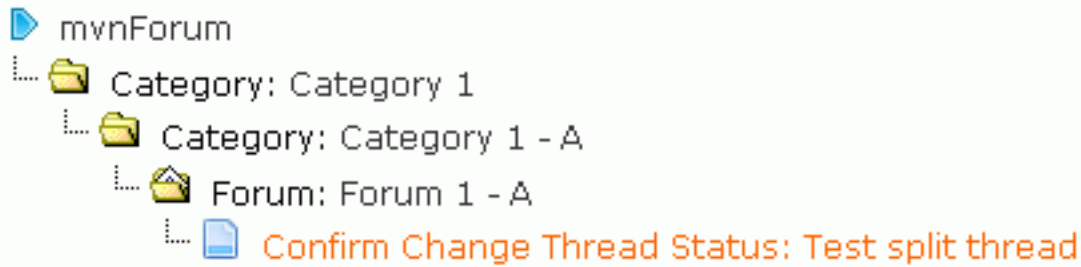 mvnForum
Category: Category 1
Category: Category 1 - A
Forum: Forum 1 - A
Confirm Change Thread Status: Test split thread